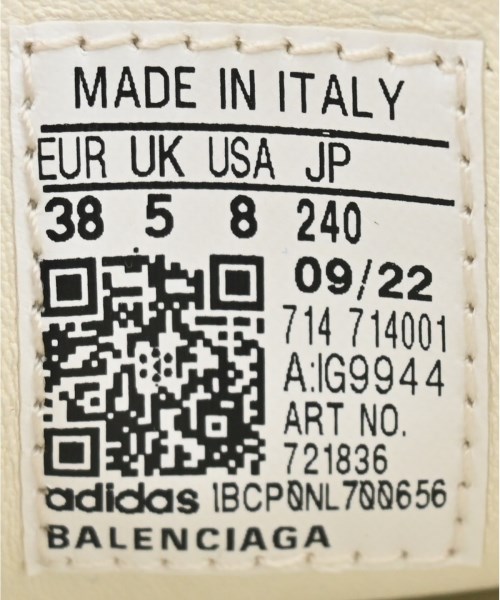 MADE IN ITALY
EUR UK USA JP
38 5 8 240
09/22
714 714001
A:IG9944
ART NO.
721836
adidas 1BCP0NL700656
BALENCIAGA